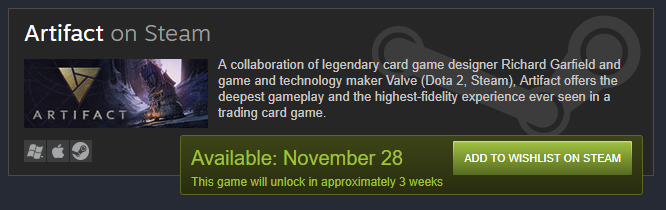 Artifact on Steam
A collaboration of legendary card game designer Richard Garfield and
game and technology maker Valve (Dota 2, Steam), Artifact offers the
deepest gameplay and the highest-fidelity experience ever seen in a
trading card game.
ARTIFACT
Available: November 28
ADD TO WISHLIST ON STEAM
This game will unlock in approximately 3 weeks